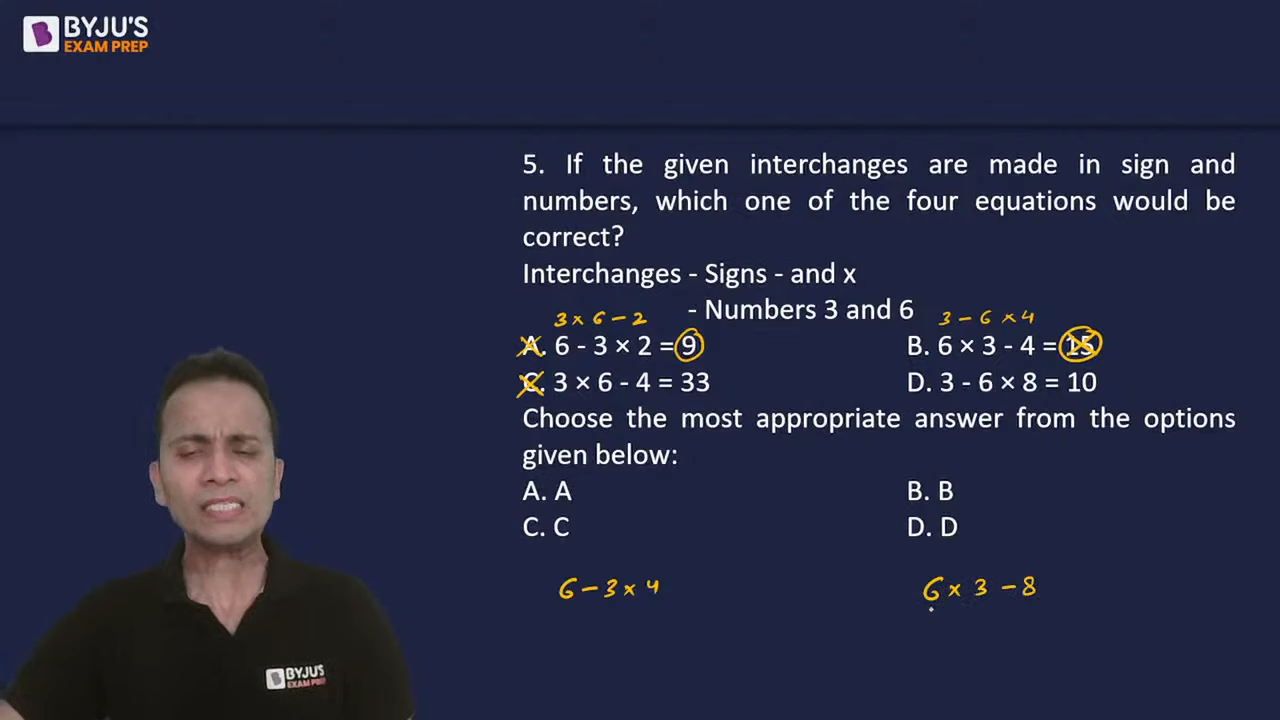 BYJU'S
EXAM PREP
5. If the given interchanges are made in sign and
numbers, which one of the four equations would be
correct?
Interchanges - Signs - and x
- Numbers 3 and 6
3 × 6 - 2
3 - 6 × 4
A. 6 - 3 × 2 = 9
B. 6 × 3 - 4 = 15
C. 3 × 6 - 4 = 33
D. 3 - 6 × 8 = 10
Choose the most appropriate answer from the options
given below:
A. A
B. B
C. C
D. D
6 - 3 × 4
6 × 3 - 8
BYJU'S
EXAM PREP